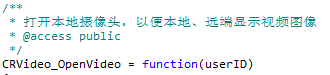 /**
 * 打开本地摄像头，以便本地、远端显示视频图像
 * @access public
 */
CRVideo_OpenVideo = function(userID)